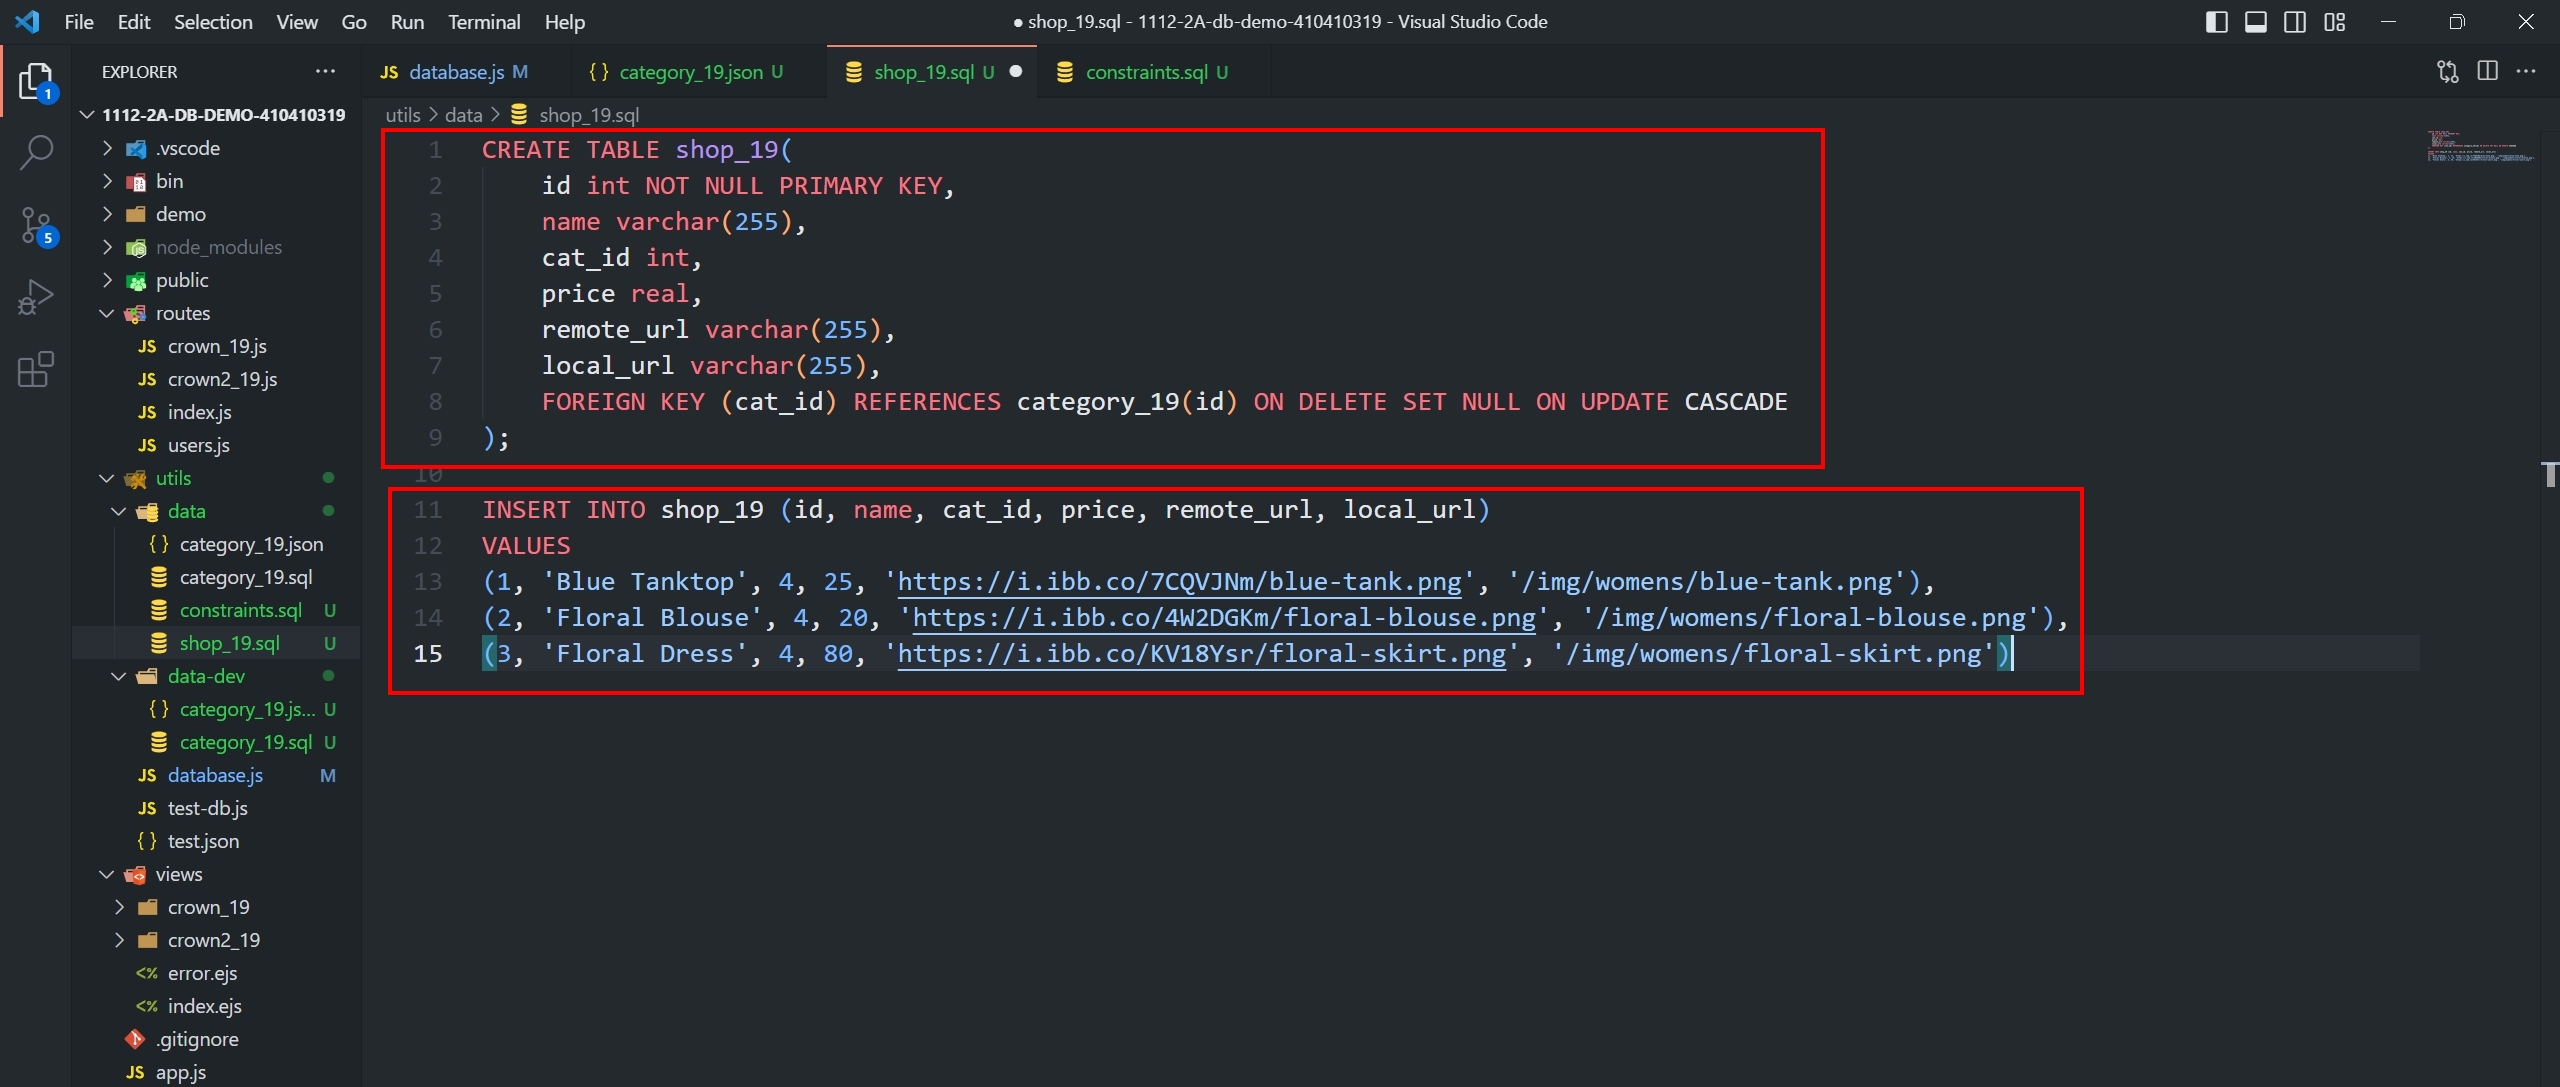 File Edit Selection View Go Run Terminal Help
● shop_19.sql - 1112-2A-db-demo-410410319 - Visual Studio Code
EXPLORER
1
5
1112-2A-DB-DEMO-410410319
.vscode
bin
demo
node_modules
public
routes
JS crown_19.js
JS crown2_19.js
JS index.js
JS users.js
utils
data
{} category_19.json
category_19.sql
constraints.sql U
shop_19.sql U
data-dev
{} category_19.js... U
category_19.sql U
JS database.js M
JS test-db.js
{} test.json
views
crown_19
crown2_19
<% error.ejs
<% index.ejs
.gitignore
JS app.js
JS database.js M
{} category_19.json U
shop_19.sql U ●
constraints.sql U
utils > data > shop_19.sql
1 CREATE TABLE shop_19(
2 id int NOT NULL PRIMARY KEY,
3 name varchar(255),
4 cat_id int,
5 price real,
6 remote_url varchar(255),
7 local_url varchar(255),
8 FOREIGN KEY (cat_id) REFERENCES category_19(id) ON DELETE SET NULL ON UPDATE CASCADE
9 );
10
11 INSERT INTO shop_19 (id, name, cat_id, price, remote_url, local_url)
12 VALUES
13 (1, 'Blue Tanktop', 4, 25, 'https://i.ibb.co/7CQVJNm/blue-tank.png', '/img/womens/blue-tank.png'),
14 (2, 'Floral Blouse', 4, 20, 'https://i.ibb.co/4W2DGKm/floral-blouse.png', '/img/womens/floral-blouse.png'),
15 (3, 'Floral Dress', 4, 80, 'https://i.ibb.co/KV18Ysr/floral-skirt.png', '/img/womens/floral-skirt.png')